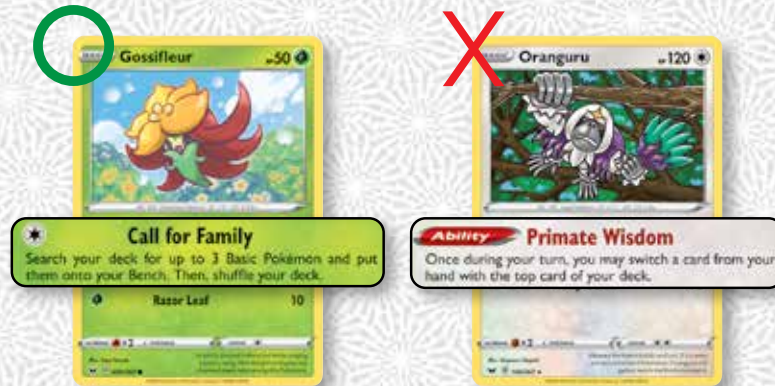 Gossifleur 50
Call for Family
Search your deck for up to 3 Basic Pokémon and put
them onto your Bench. Then, shuffle your deck.
Razor Leaf 10
×2
Oranguru 120
Ability Primate Wisdom
Once during your turn, you may switch a card from your
hand with the top card of your deck.
×2